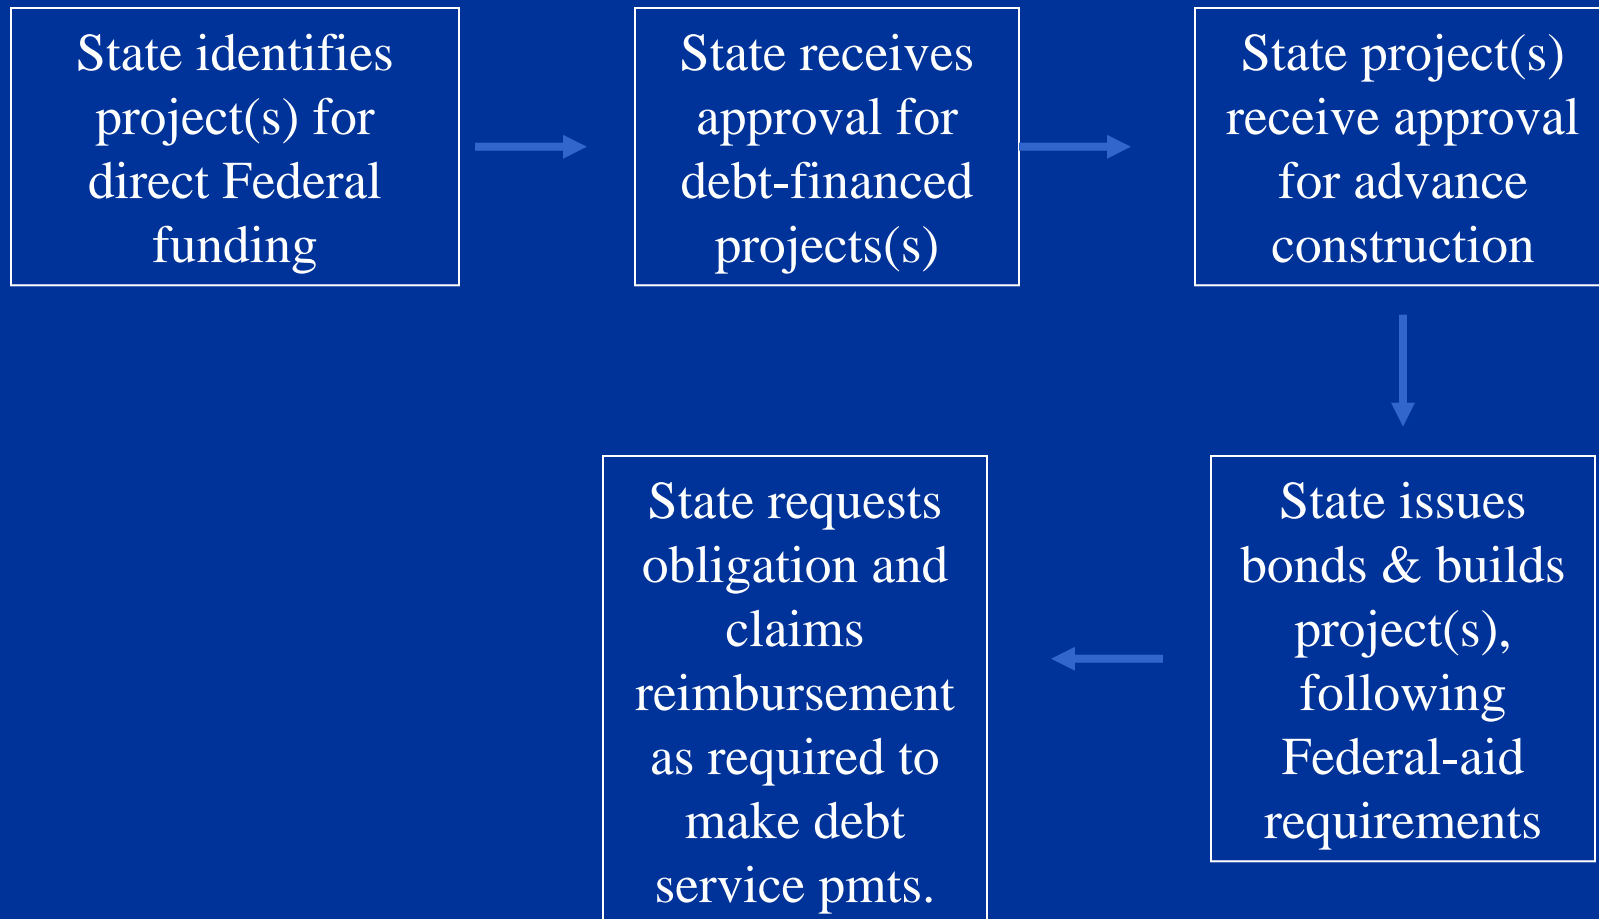 State identifies
project(s) for
direct Federal
funding
State receives
approval for
debt-financed
projects(s)
State project(s)
receive approval
for advance
construction
State issues
bonds & builds
project(s),
following
Federal-aid
requirements
State requests
obligation and
claims
reimbursement
as required to
make debt
service pmts.